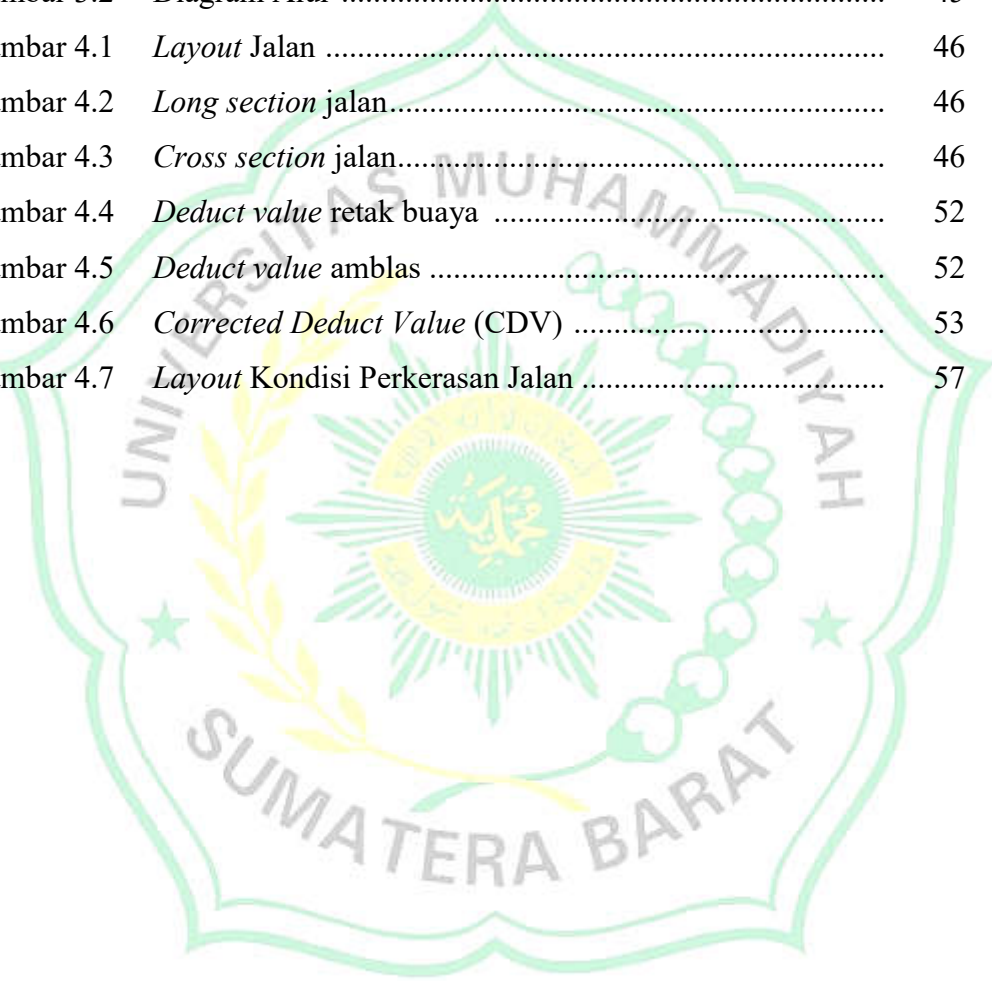 mbar 4.1 Layout Jalan ........................................................................ 46
mbar 4.2 Long section jalan................................................................ 46
mbar 4.3 Cross section jalan............................................................... 46
mbar 4.4 Deduct value retak buaya .................................................. 52
mbar 4.5 Deduct value amblas ........................................................... 52
mbar 4.6 Corrected Deduct Value (CDV) ........................................ 53
mbar 4.7 Layout Kondisi Perkerasan Jalan ...................................... 57
UNIVERSITAS MUHAMMADIYAH
SUMATERA BARAT